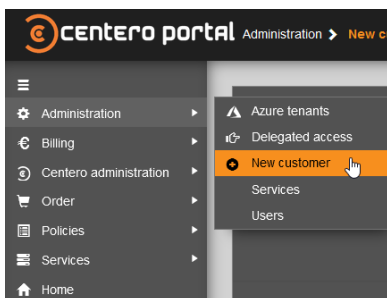 centero portal Administration > New c
Administration
Azure tenants
Billing
Delegated access
New customer
Centero administration
Services
Order
Users
Policies
Services
Home